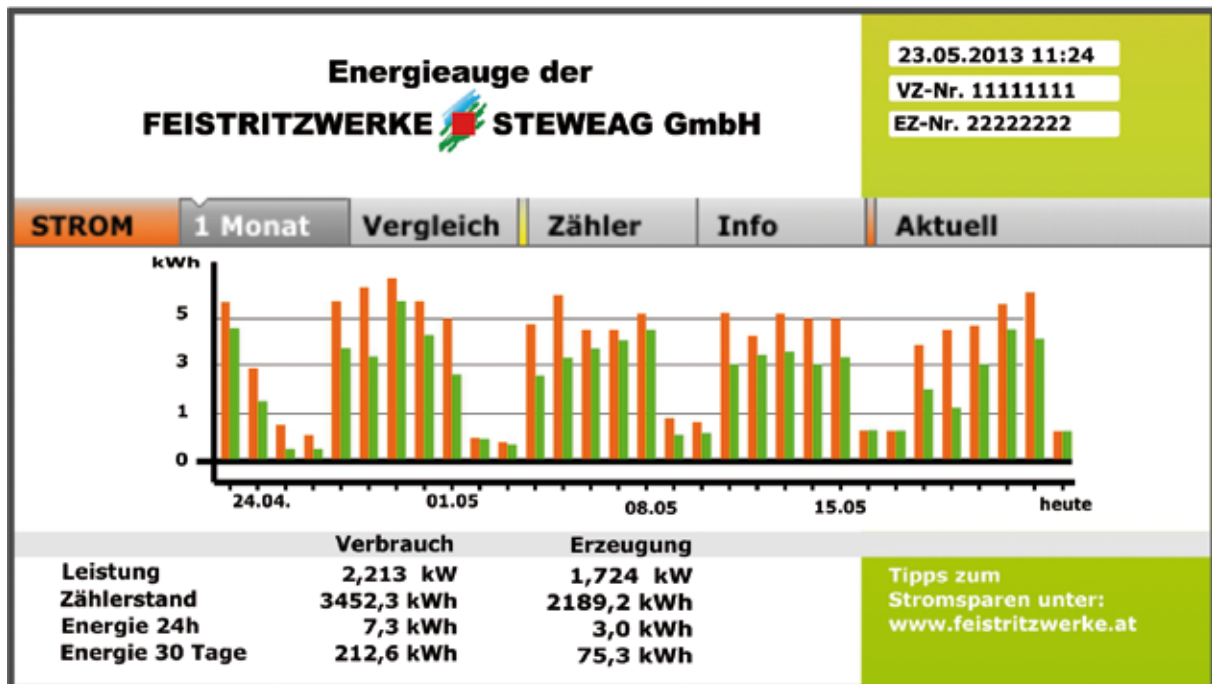 Energieauge der
FEISTRITZWERKE STEWEAG GmbH
23.05.2013 11:24
VZ-Nr. 11111111
EZ-Nr. 22222222
STROM 1 Monat Vergleich Zähler Info Aktuell
kWh
5
3
1
0
24.04. 01.05 08.05 15.05 heute
Verbrauch Erzeugung
Leistung 2,213 kW 1,724 kW
Zählerstand 3452,3 kWh 2189,2 kWh
Energie 24h 7,3 kWh 3,0 kWh
Energie 30 Tage 212,6 kWh 75,3 kWh
Tipps zum
Stromsparen unter:
www.feistritzwerke.at